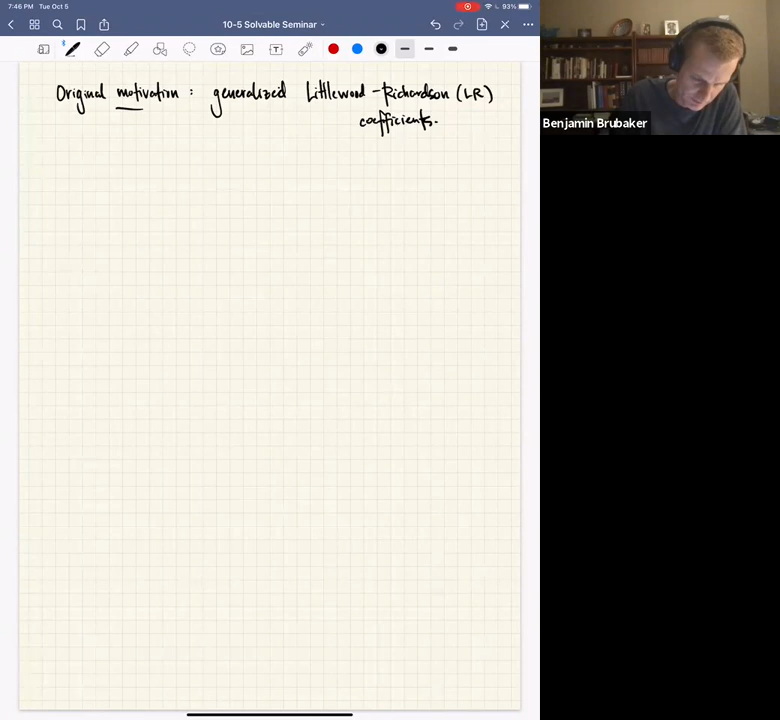 7:46 PM Tue Oct 5
93%
10-5 Solvable Seminar
Original motivation : generalized Littlewood-Richardson (LR)
coefficients.
Benjamin Brubaker